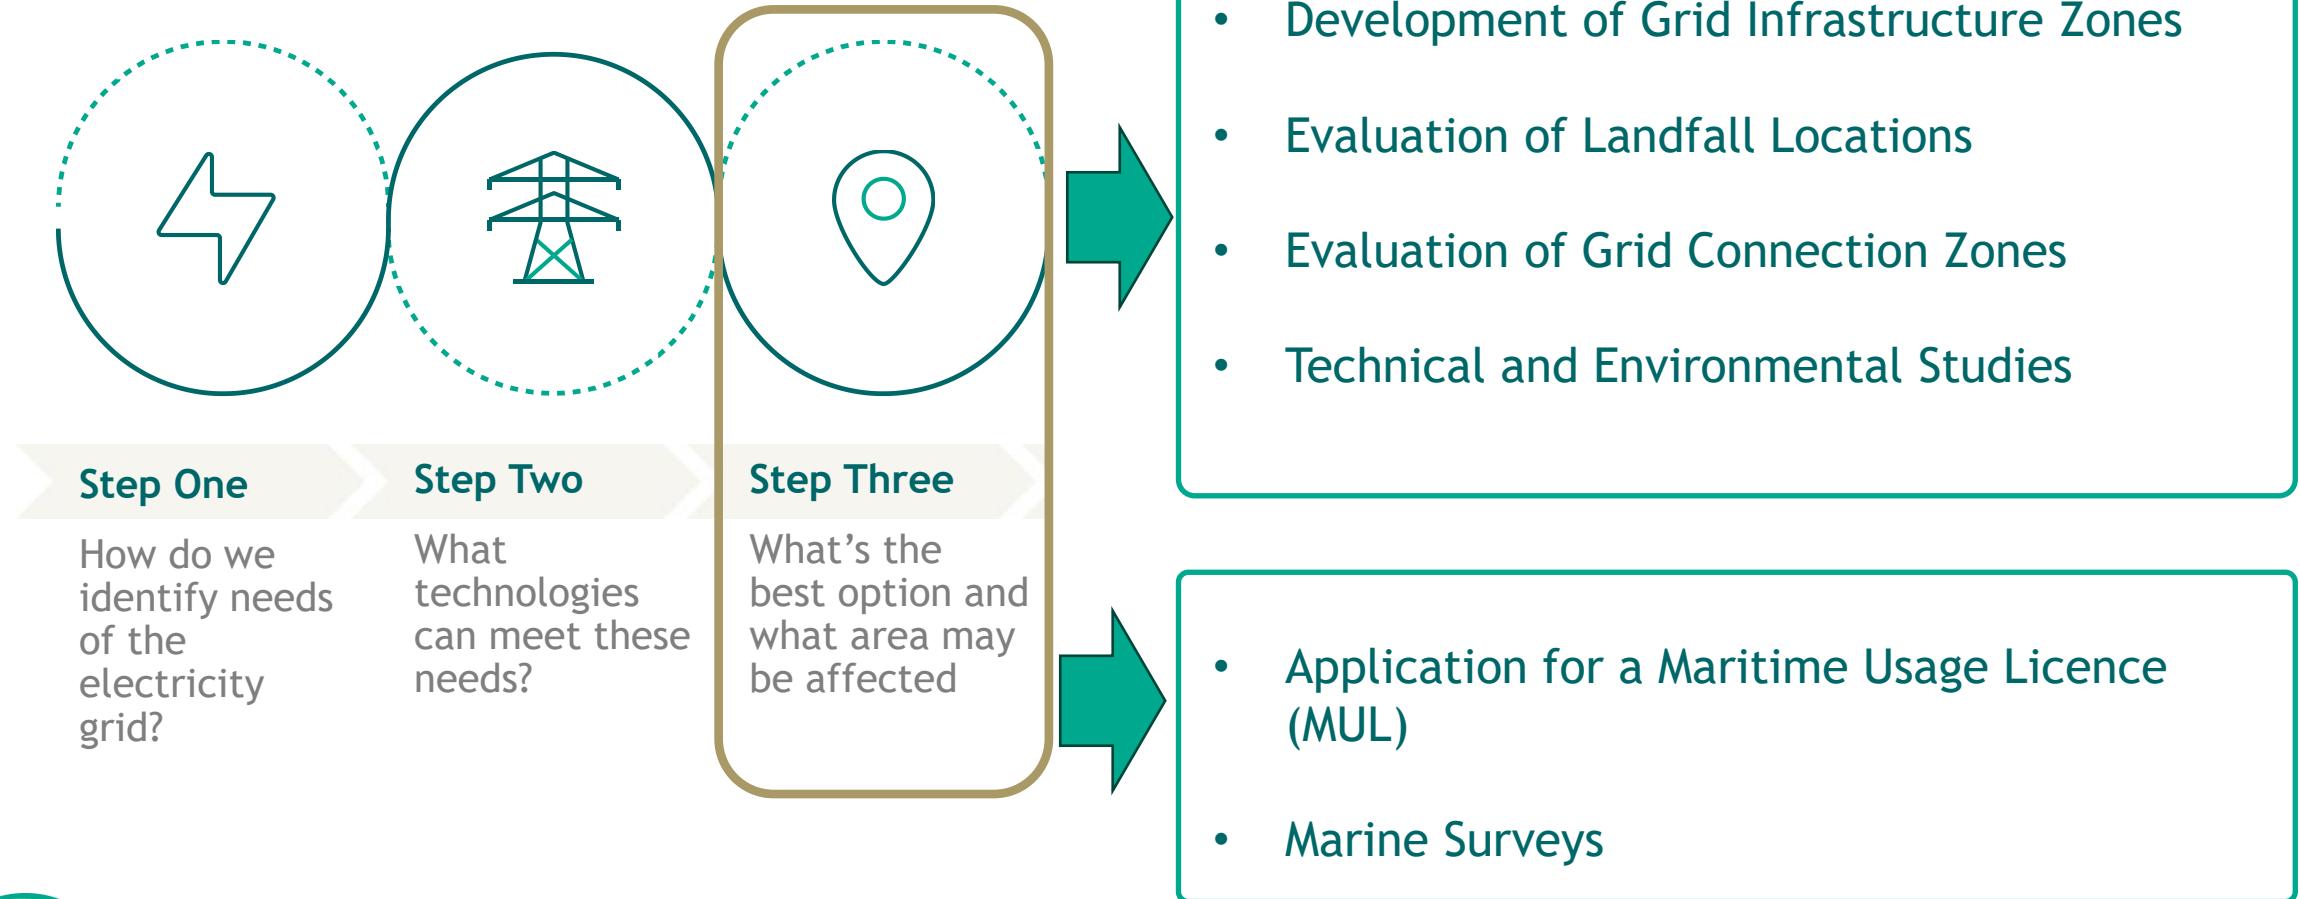 Step One
How do we
identify needs
of the
electricity
grid?
Step Two
What
technologies
can meet these
needs?
Step Three
What’s the
best option and
what area may
be affected
• Development of Grid Infrastructure Zones
• Evaluation of Landfall Locations
• Evaluation of Grid Connection Zones
• Technical and Environmental Studies
• Application for a Maritime Usage Licence
(MUL)
• Marine Surveys